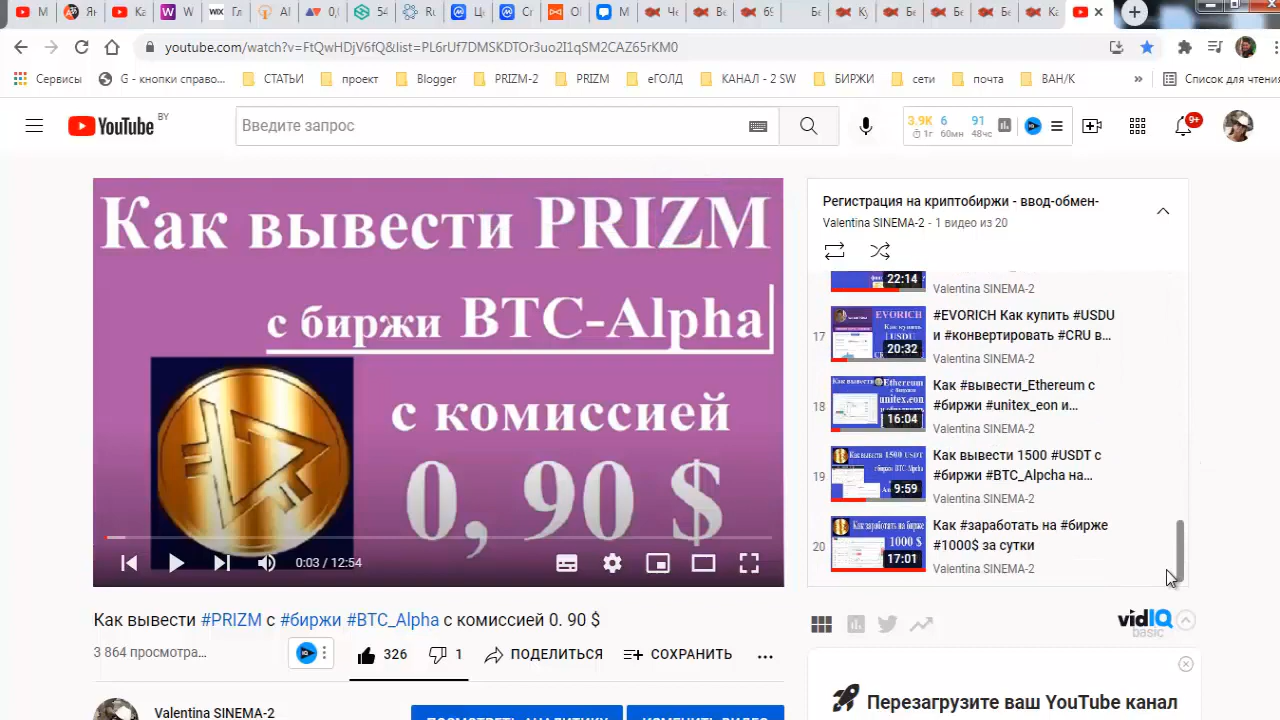 youtube.com/watch?v=FtQwHDjV6fQ&list=PL6rUf7DMSKDTOr3uo2I1qSM2CAZ65rKM0
Сервисы
G - кнопки справо...
СТАТЬИ
проект
Blogger
PRIZM-2
PRIZM
еГОЛД
КАНАЛ - 2 SW
БИРЖИ
сети
почта
ВАН/К
»
Список для чтения
YouTube BY
Введите запрос
3.9K 6 91
1г 60мн 48чс
9+
Как вывести PRIZM
с биржи BTC-Alpha
с комиссией
0, 90 $
0:03 / 12:54
Регистрация на криптобиржи - ввод-обмен-
Valentina SINEMA-2 - 1 видео из 20
22:14
Valentina SINEMA-2
17
EVORICH
20:32
#EVORICH Как купить #USDU
и #конвертировать #CRU в...
Valentina SINEMA-2
18
16:04
Как #вывести_Ethereum с
#биржи #unitex_eon и...
Valentina SINEMA-2
19
9:59
Как вывести 1500 #USDT с
#биржи #BTC_Alpcha на...
Valentina SINEMA-2
20
17:01
Как #заработать на #бирже
#1000$ за сутки
Valentina SINEMA-2
Как вывести #PRIZM с #биржи #BTC_Alpha с комиссией 0. 90 $
3 864 просмотра...
326
1
ПОДЕЛИТЬСЯ
СОХРАНИТЬ
vidIQ
basic
Перезагрузите ваш YouTube канал
Valentina SINEMA-2
ПОСМОТРЕТЬ АНАЛИТИКУ
ИЗМЕНИТЬ ВИДЕО